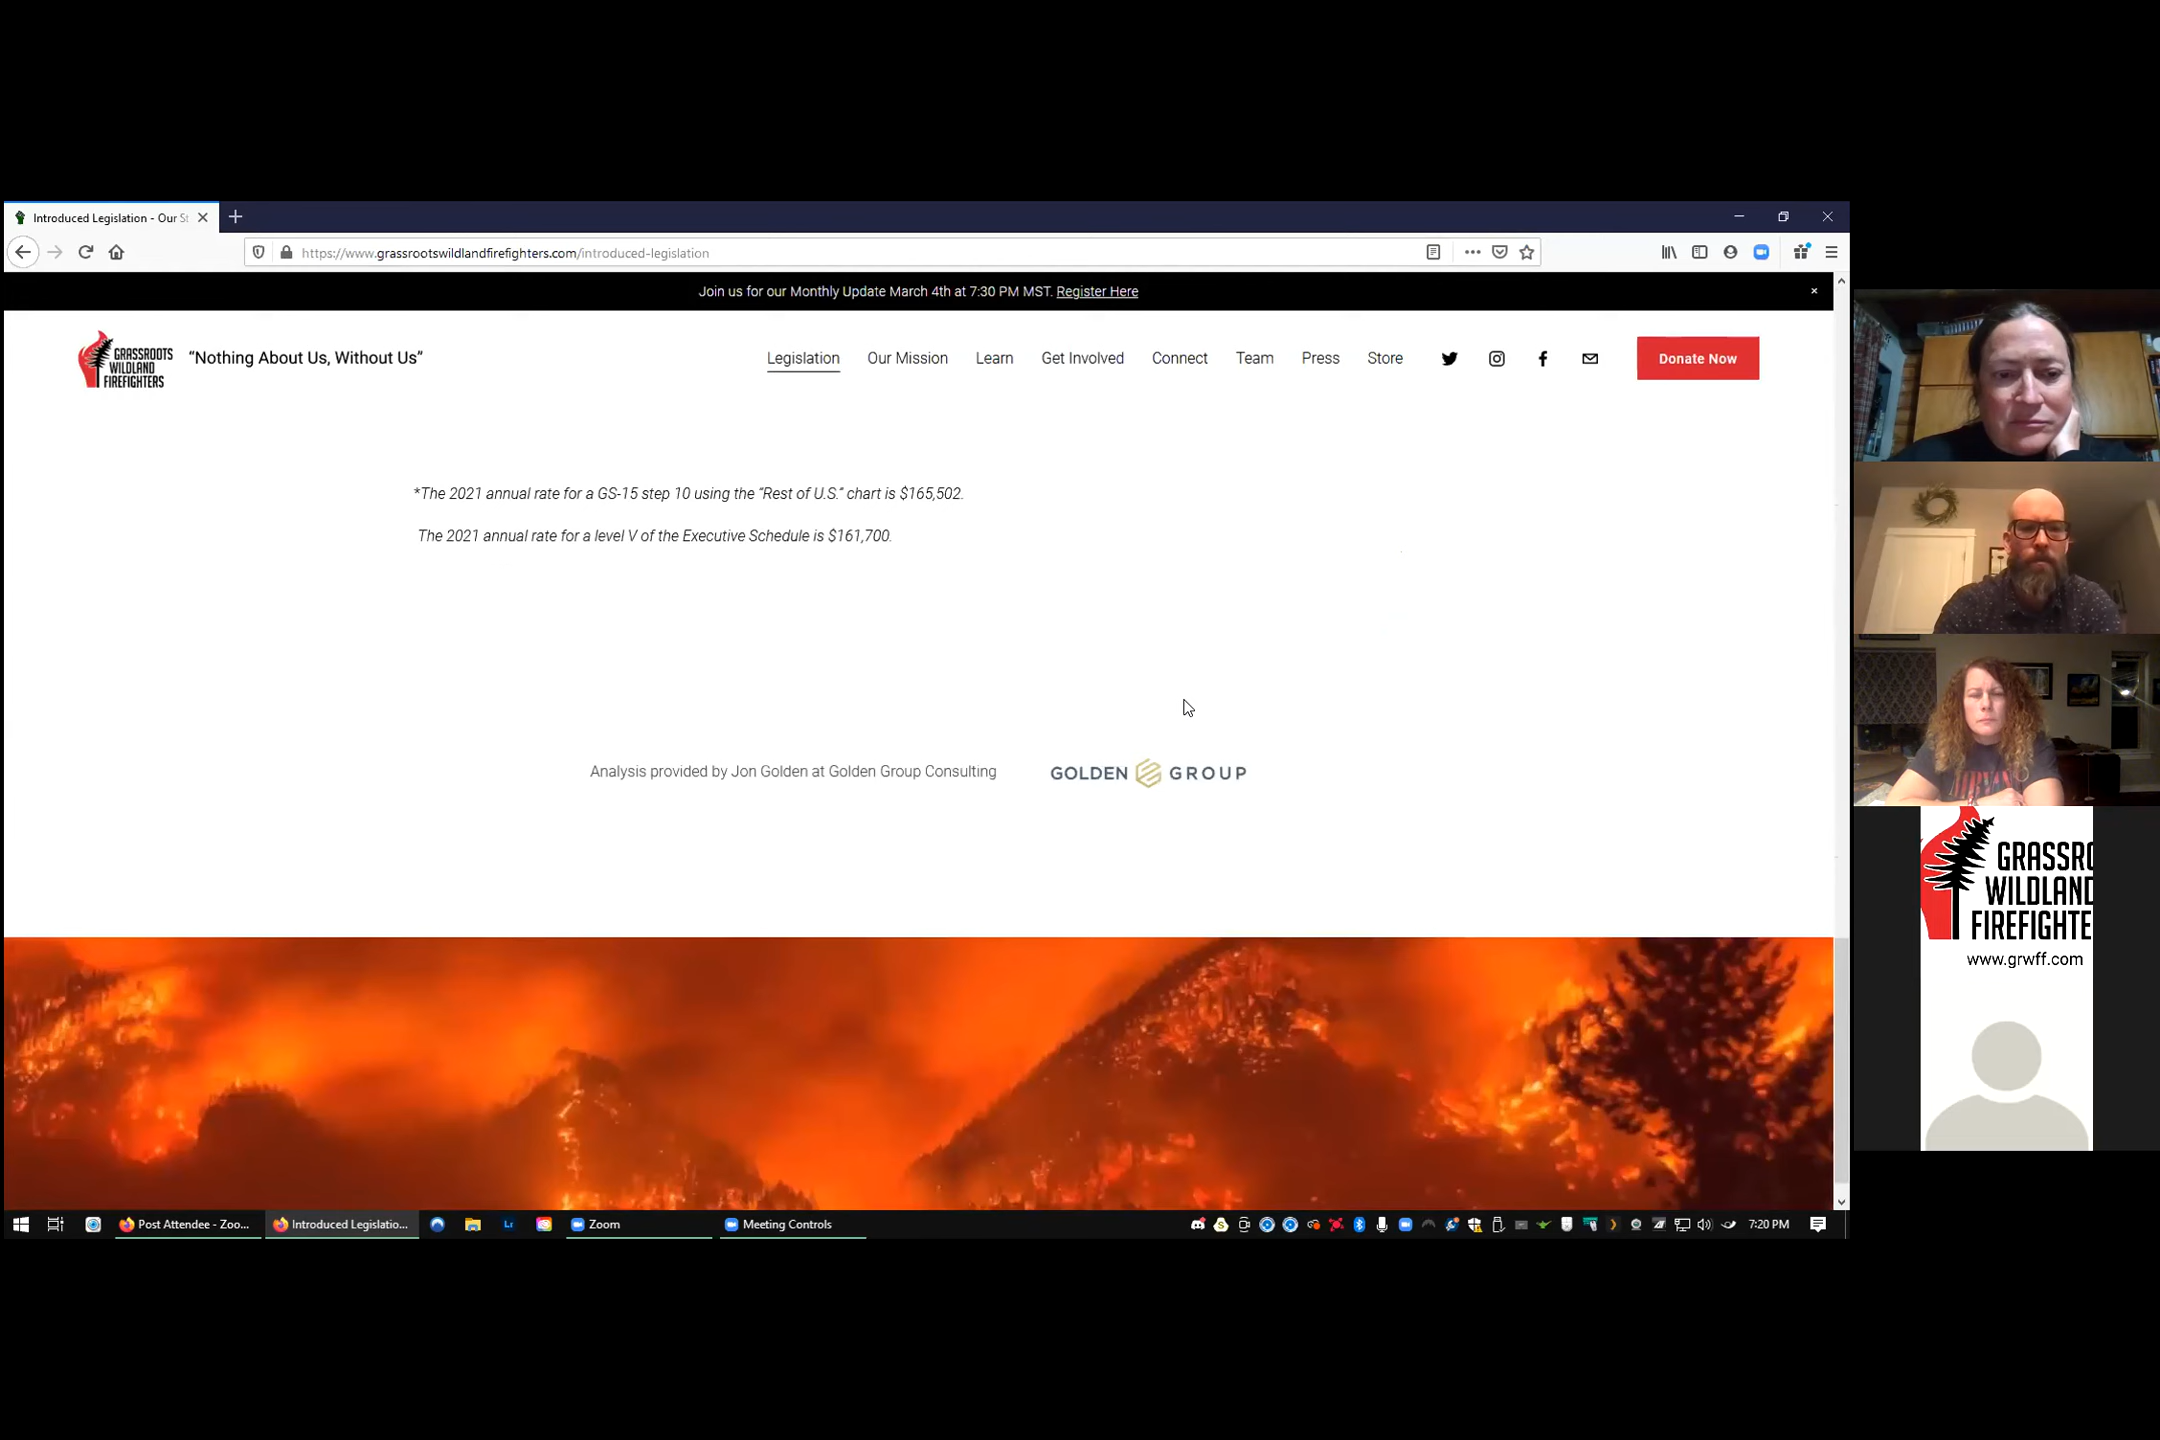 Introduced Legislation - Our St
https://www.grassrootswildlandfirefighters.com/introduced-legislation
Join us for our Monthly Update March 4th at 7:30 PM MST. Register Here
GRASSROOTS
WILDLAND
FIREFIGHTERS
“Nothing About Us, Without Us”
Legislation
Our Mission
Learn
Get Involved
Connect
Team
Press
Store
Donate Now
*The 2021 annual rate for a GS-15 step 10 using the “Rest of U.S.” chart is $165,502.
The 2021 annual rate for a level V of the Executive Schedule is $161,700.
Analysis provided by Jon Golden at Golden Group Consulting
GOLDEN GROUP
GRASSRO
WILDLAND
FIREFIGHTE
www.grwff.com
Post Attendee - Zoo...
Introduced Legislatio...
Lr
Zoom
Meeting Controls
7:20 PM